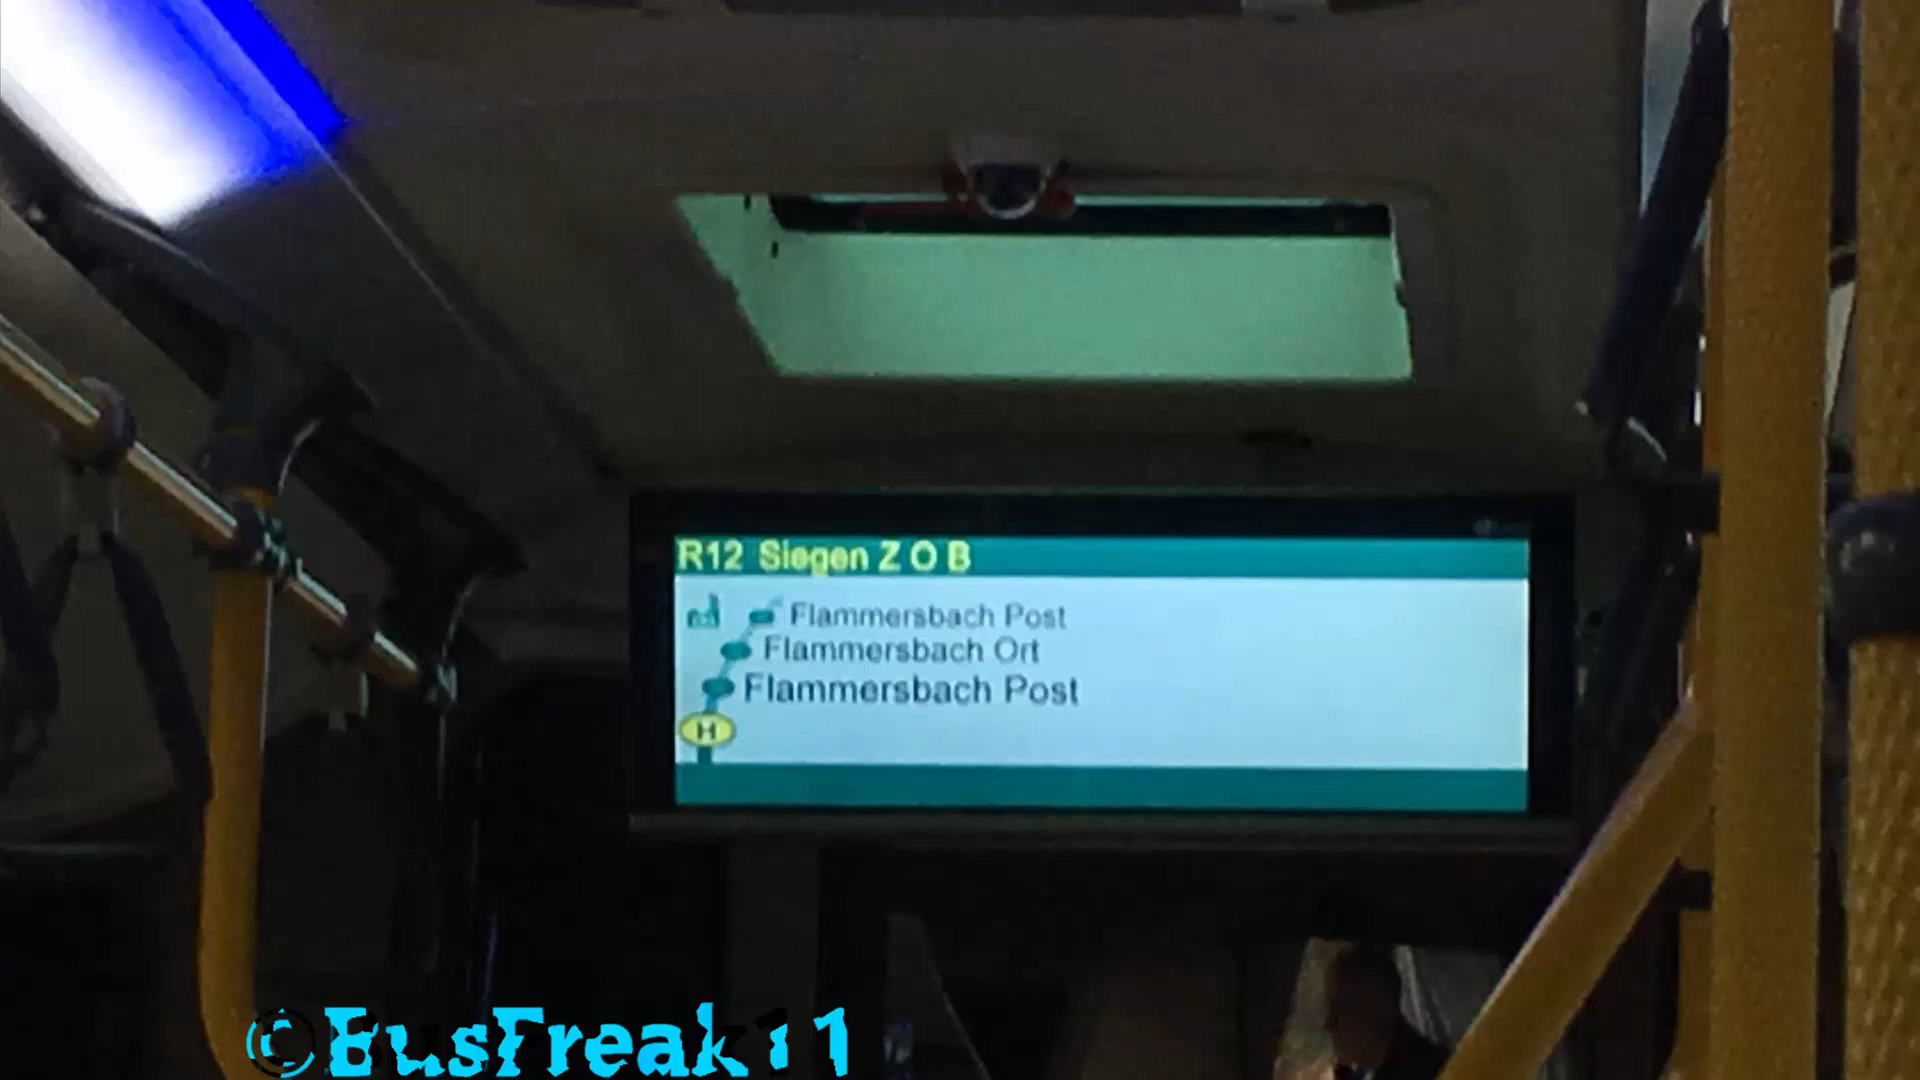 R12 Siegen Z O B
Flammersbach Post
Flammersbach Ort
Flammersbach Post
H
©BusFreak11